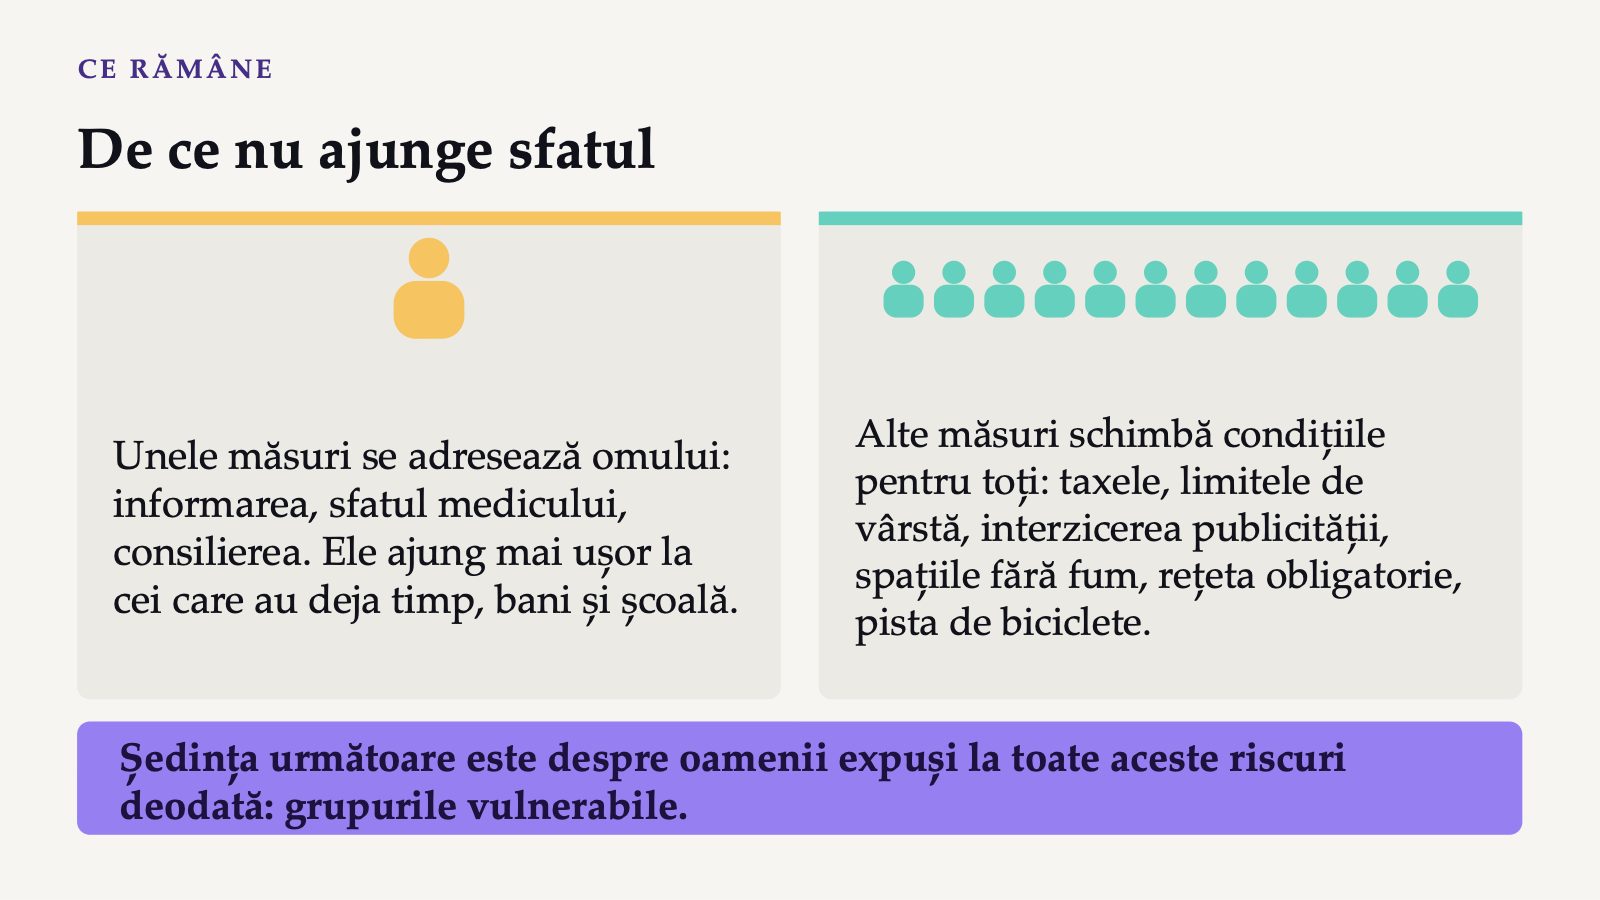 CE RĂMÂNE
De ce nu ajunge sfatul
Unele măsuri se adresează omului:
informarea, sfatul medicului,
consilierea. Ele ajung mai ușor la
cei care au deja timp, bani și școală.
Alte măsuri schimbă condițiile
pentru toți: taxele, limitele de
vârstă, interzicerea publicității,
spațiile fără fum, rețeta obligatorie,
pista de biciclete.
Ședința următoare este despre oamenii expuși la toate aceste riscuri
deodată: grupurile vulnerabile.